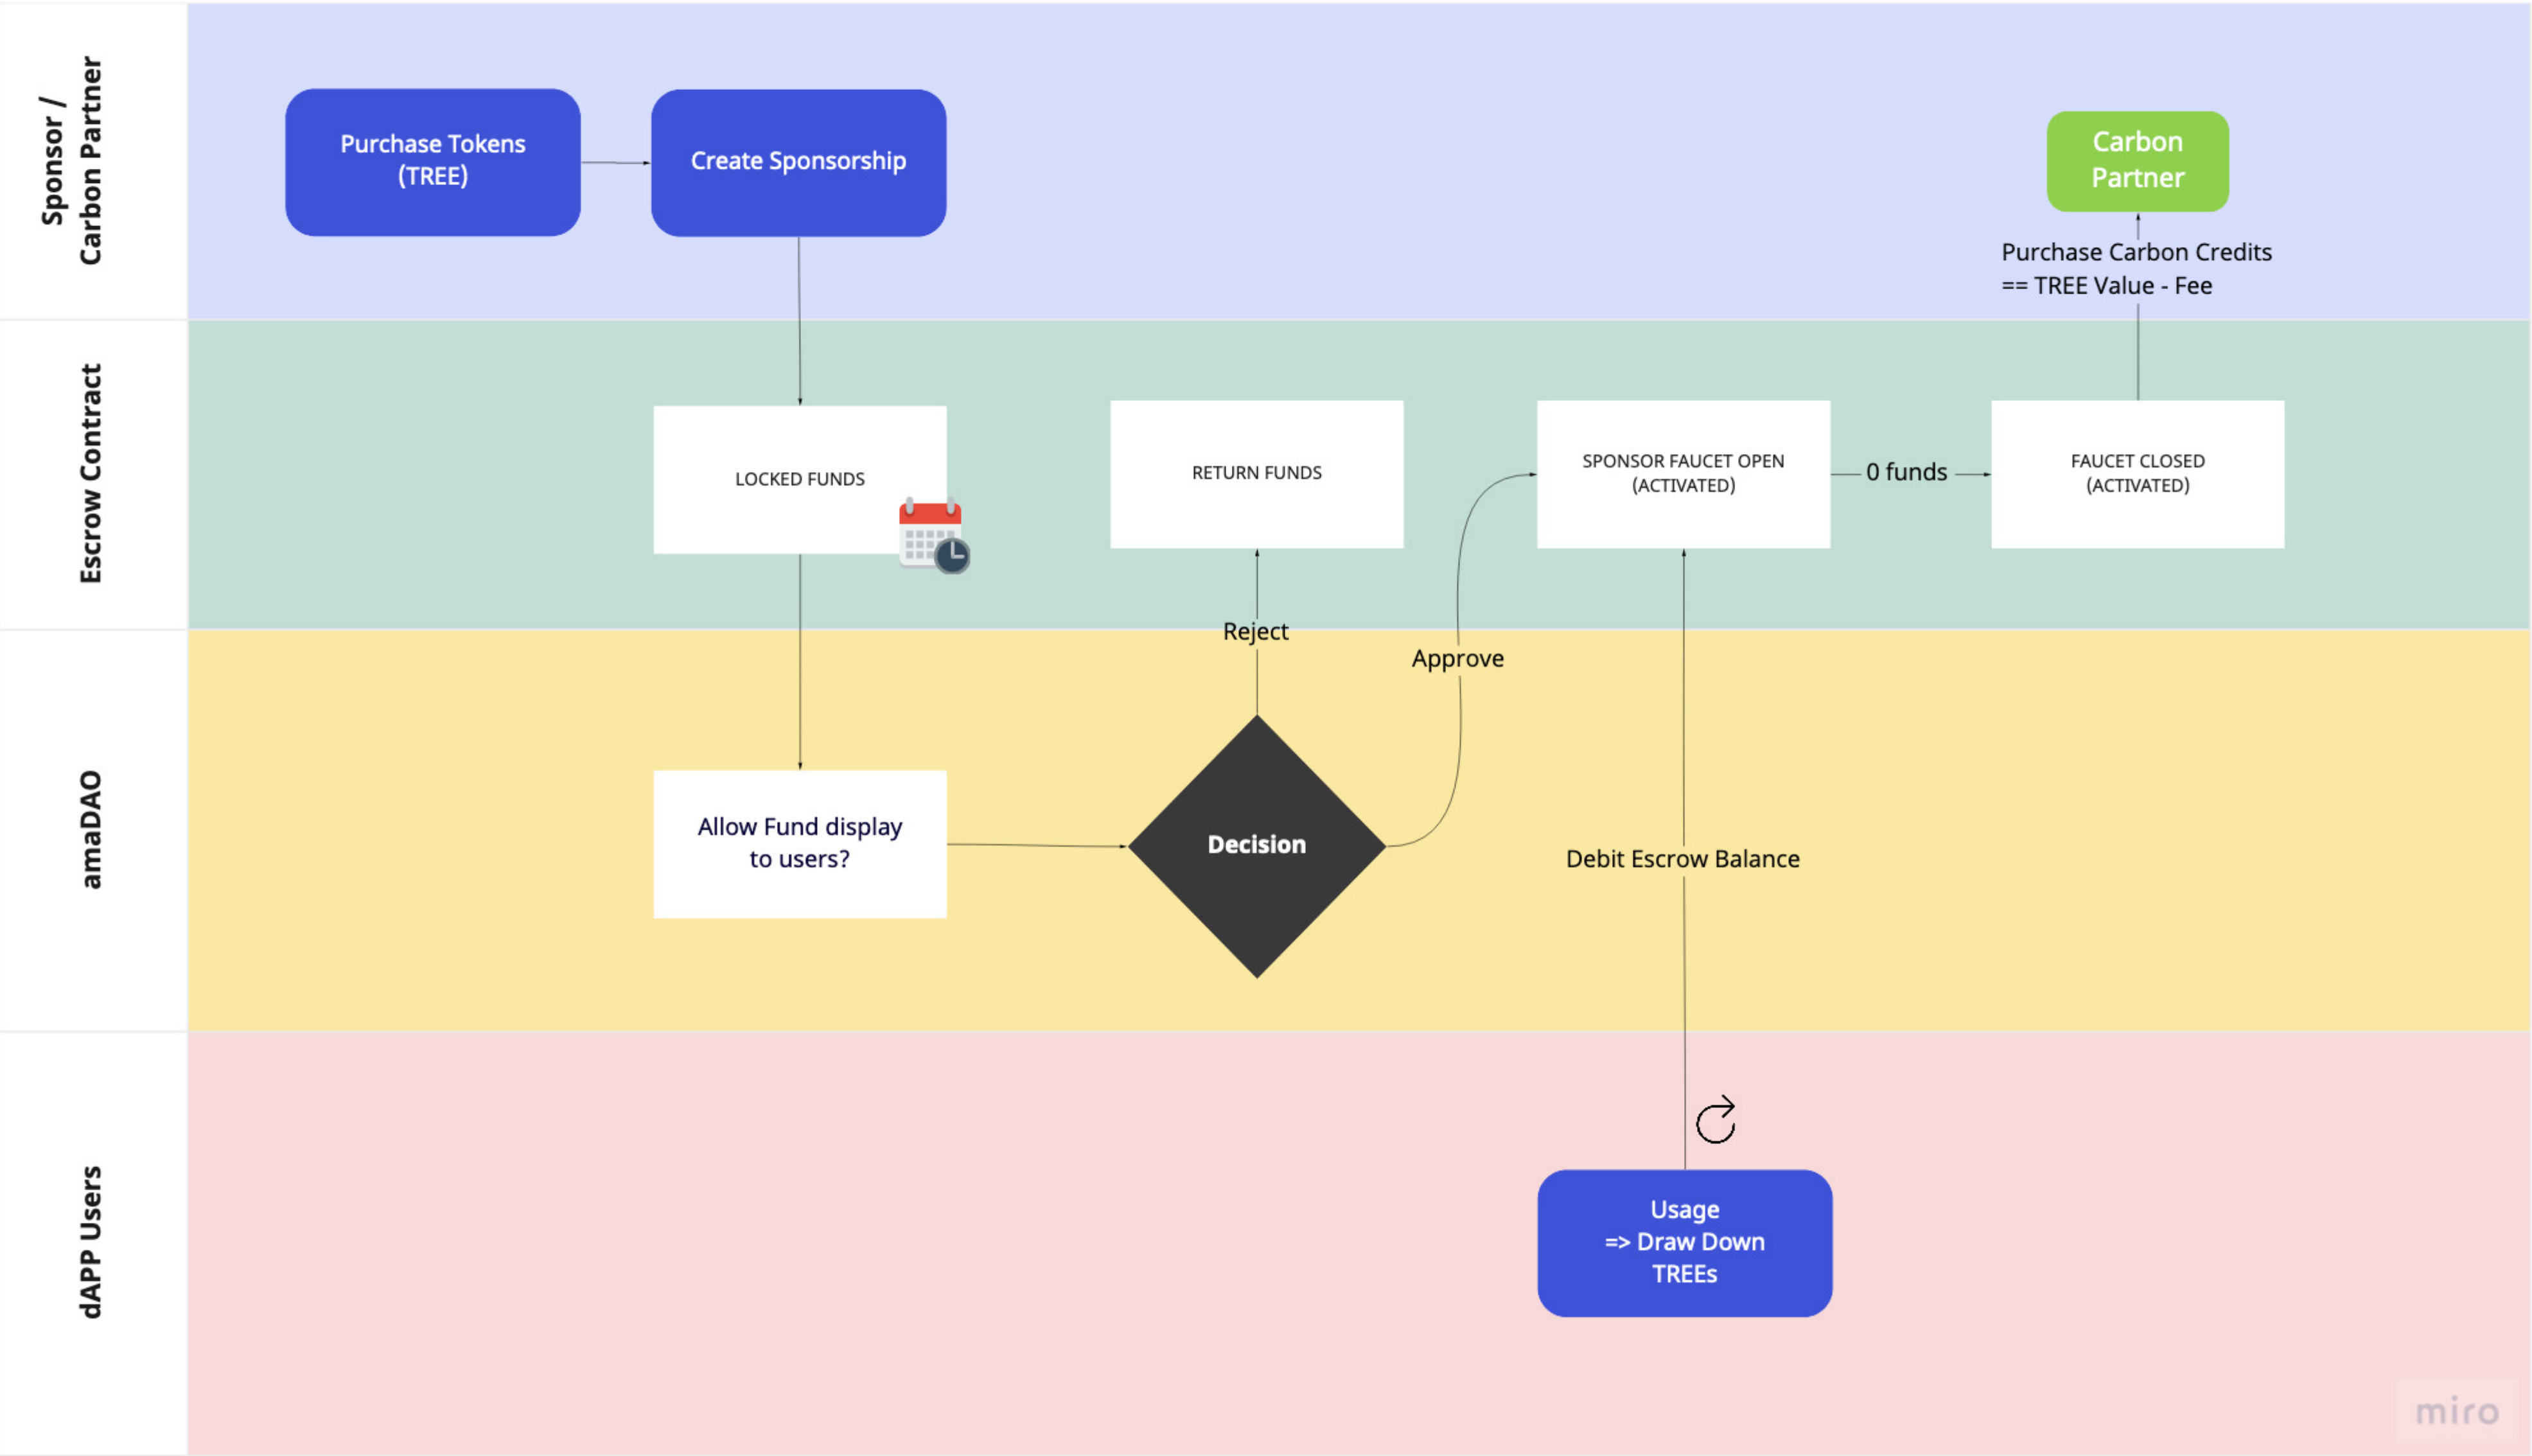 Sponsor /
Carbon Partner
Purchase Tokens
(TREE)
Create Sponsorship
Carbon
Partner
Purchase Carbon Credits
== TREE Value - Fee
Escrow Contract
LOCKED FUNDS
RETURN FUNDS
SPONSOR FAUCET OPEN
(ACTIVATED)
0 funds
FAUCET CLOSED
(ACTIVATED)
Reject
Approve
amaDAO
Allow Fund display
to users?
Decision
Debit Escrow Balance
dAPP Users
Usage
=> Draw Down
TREEs
miro